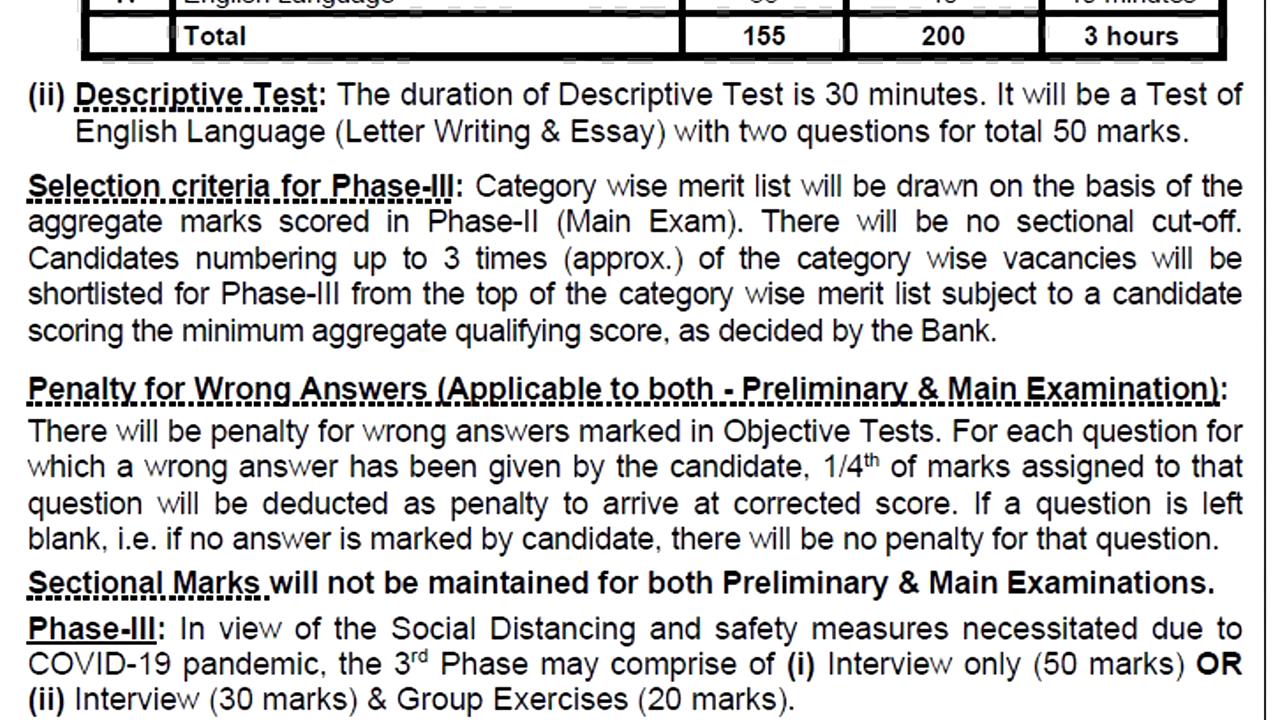 English Language
Total 155 200 3 hours
(ii) Descriptive Test: The duration of Descriptive Test is 30 minutes. It will be a Test of
English Language (Letter Writing & Essay) with two questions for total 50 marks.
Selection criteria for Phase-III: Category wise merit list will be drawn on the basis of the
aggregate marks scored in Phase-II (Main Exam). There will be no sectional cut-off.
Candidates numbering up to 3 times (approx.) of the category wise vacancies will be
shortlisted for Phase-III from the top of the category wise merit list subject to a candidate
scoring the minimum aggregate qualifying score, as decided by the Bank.
Penalty for Wrong Answers (Applicable to both - Preliminary & Main Examination):
There will be penalty for wrong answers marked in Objective Tests. For each question for
which a wrong answer has been given by the candidate, 1/4th of marks assigned to that
question will be deducted as penalty to arrive at corrected score. If a question is left
blank, i.e. if no answer is marked by candidate, there will be no penalty for that question.
Sectional Marks will not be maintained for both Preliminary & Main Examinations.
Phase-III: In view of the Social Distancing and safety measures necessitated due to
COVID-19 pandemic, the 3rd Phase may comprise of (i) Interview only (50 marks) OR
(ii) Interview (30 marks) & Group Exercises (20 marks).